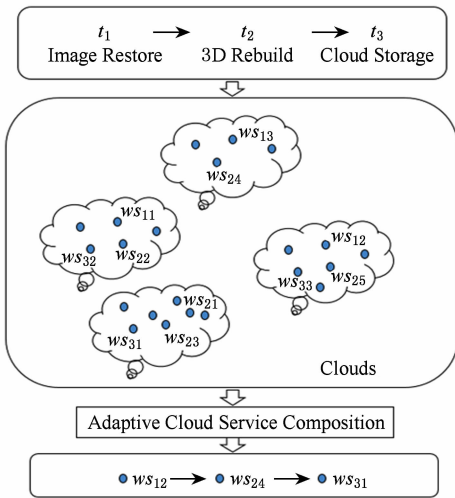 t₁ → t₂ → t₃
Image Restore 3D Rebuild Cloud Storage
ws₁₃
ws₂₄
ws₁₁
ws₃₂ ws₂₂
ws₁₂
ws₃₃ ws₂₅
ws₂₁
ws₃₁ ws₂₃
Clouds
Adaptive Cloud Service Composition
ws₁₂ → ws₂₄ → ws₃₁